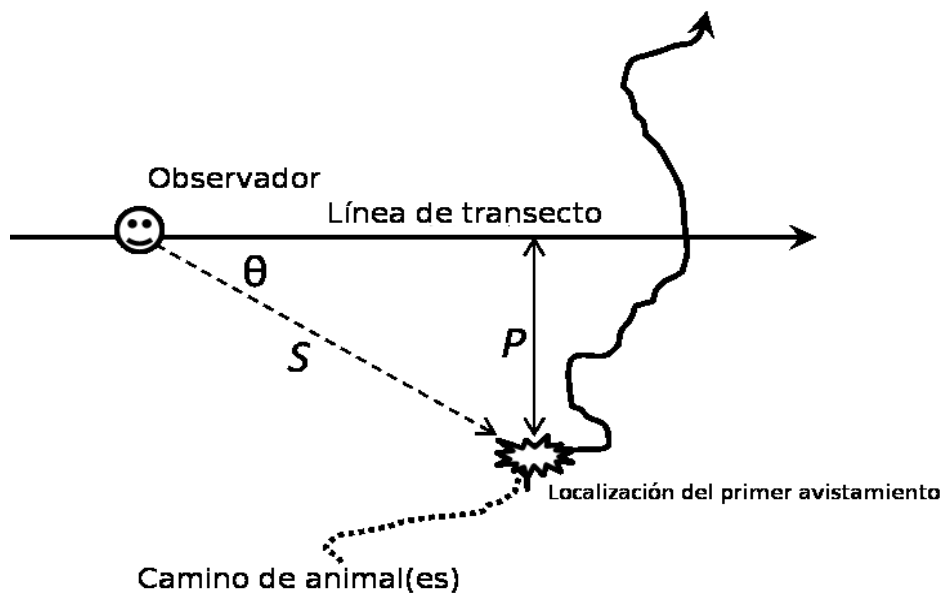 Observador
Línea de transecto
θ
S
P
Localización del primer avistamiento
Camino de animal(es)